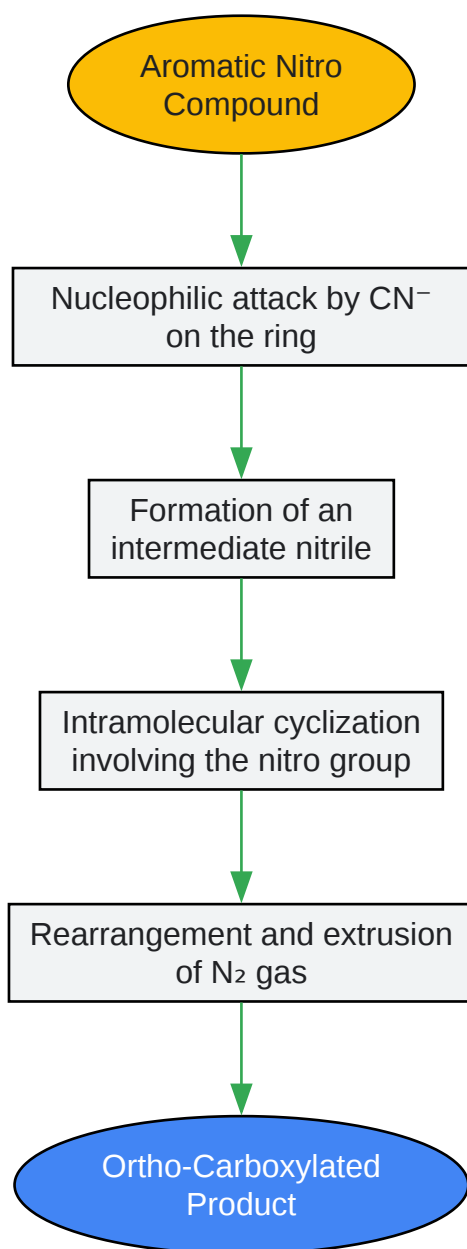 Aromatic Nitro
Compound
Nucleophilic attack by CN⁻
on the ring
Formation of an
intermediate nitrile
Intramolecular cyclization
involving the nitro group
Rearrangement and extrusion
of N₂ gas
Ortho-Carboxylated
Product